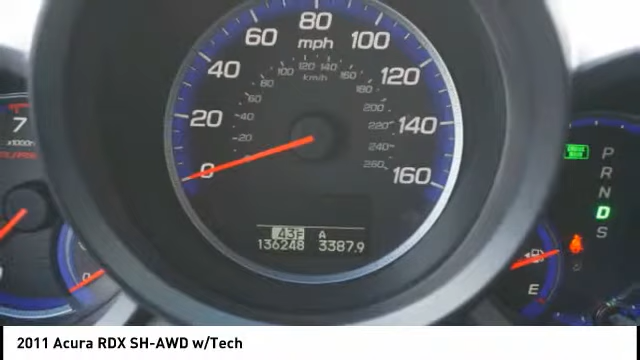 80
60
mph
100
40
120
20
140
0
160
120
140
100
km/h
160
80
180
60
200
40
220
20
240
260
43F
A
136248
3387.9
7
x1000r
P
R
N
D
S
E
2011 Acura RDX SH-AWD w/Tech